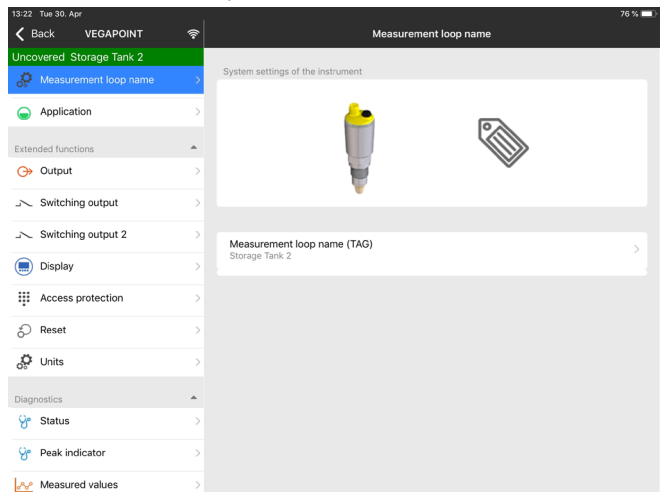 13:22 Tue 30. Apr
76 %
Back
VEGAPOINT
Measurement loop name
Uncovered Storage Tank 2
Measurement loop name
Application
Extended functions
Output
Switching output
Switching output 2
Display
Access protection
Reset
Units
Diagnostics
Status
Peak indicator
Measured values
System settings of the instrument
Measurement loop name (TAG)
Storage Tank 2